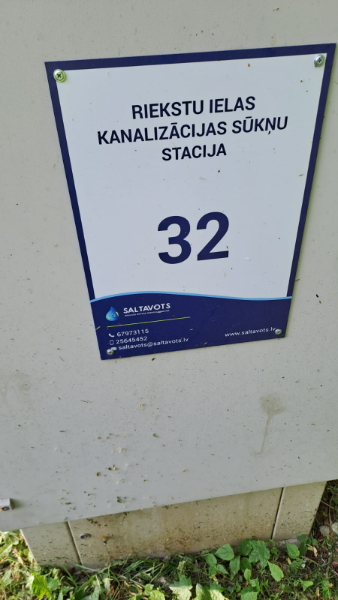 RIEKSTU IELAS
KANALIZĀCIJAS SŪKŅU
STACIJA
32
SALTAVOTS
67973115
25645452
saltavots@saltavots.lv
www.saltavots.lv